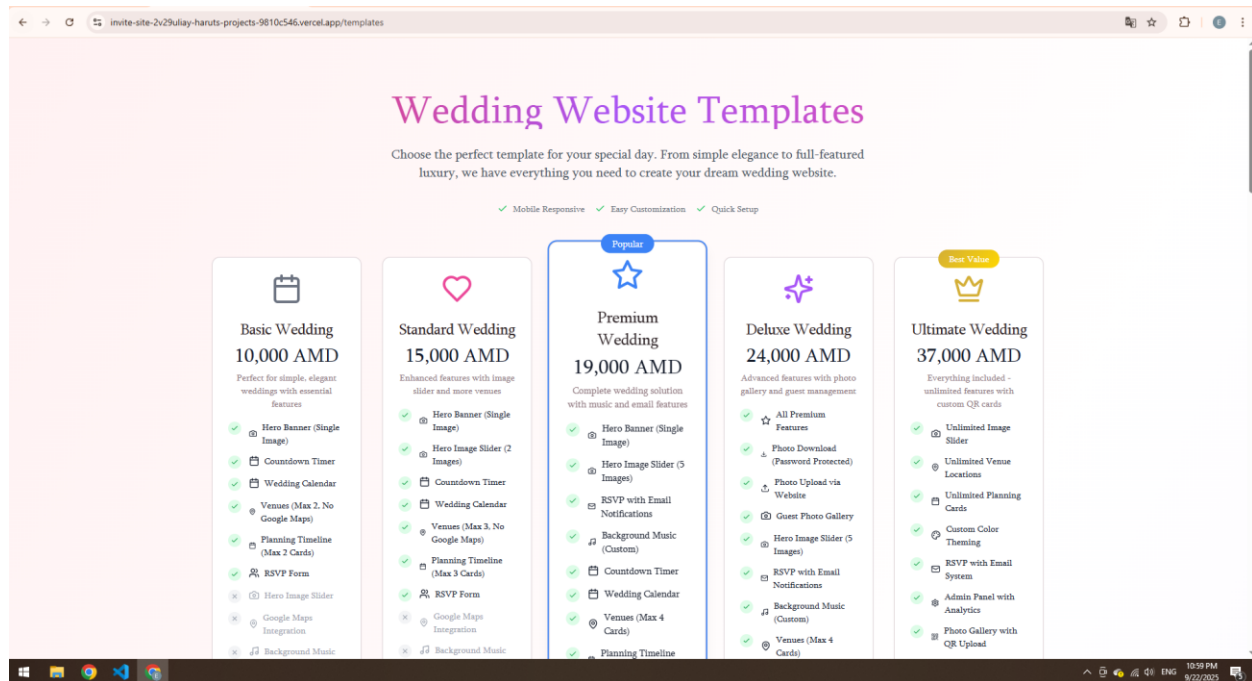 invite-site-2v29uliay-haruts-projects-9810c546.vercel.app/templates
E
Wedding Website Templates
Choose the perfect template for your special day. From simple elegance to full-featured
luxury, we have everything you need to create your dream wedding website.
Mobile Responsive Easy Customization Quick Setup
Basic Wedding
10,000 AMD
Perfect for simple, elegant
weddings with essential
features
Hero Banner (Single
Image)
Countdown Timer
Wedding Calendar
Venues (Max 2, No
Google Maps)
Planning Timeline
(Max 2 Cards)
RSVP Form
Hero Image Slider
Google Maps
Integration
Background Music
Standard Wedding
15,000 AMD
Enhanced features with image
slider and more venues
Hero Banner (Single
Image)
Hero Image Slider (2
Images)
Countdown Timer
Wedding Calendar
Venues (Max 3, No
Google Maps)
Planning Timeline
(Max 3 Cards)
RSVP Form
Google Maps
Integration
Background Music
Popular
Premium
Wedding
19,000 AMD
Complete wedding solution
with music and email features
Hero Banner (Single
Image)
Hero Image Slider (5
Images)
RSVP with Email
Notifications
Background Music
(Custom)
Countdown Timer
Wedding Calendar
Venues (Max 4
Cards)
Planning Timeline
Deluxe Wedding
24,000 AMD
Advanced features with photo
gallery and guest management
All Premium
Features
Photo Download
(Password Protected)
Photo Upload via
Website
Guest Photo Gallery
Hero Image Slider (5
Images)
RSVP with Email
Notifications
Background Music
(Custom)
Venues (Max 4
Cards)
Best Value
Ultimate Wedding
37,000 AMD
Everything included -
unlimited features with
custom QR cards
Unlimited Image
Slider
Unlimited Venue
Locations
Unlimited Planning
Cards
Custom Color
Theming
RSVP with Email
System
Admin Panel with
Analytics
Photo Gallery with
QR Upload
ENG
10:59 PM
9/22/2025